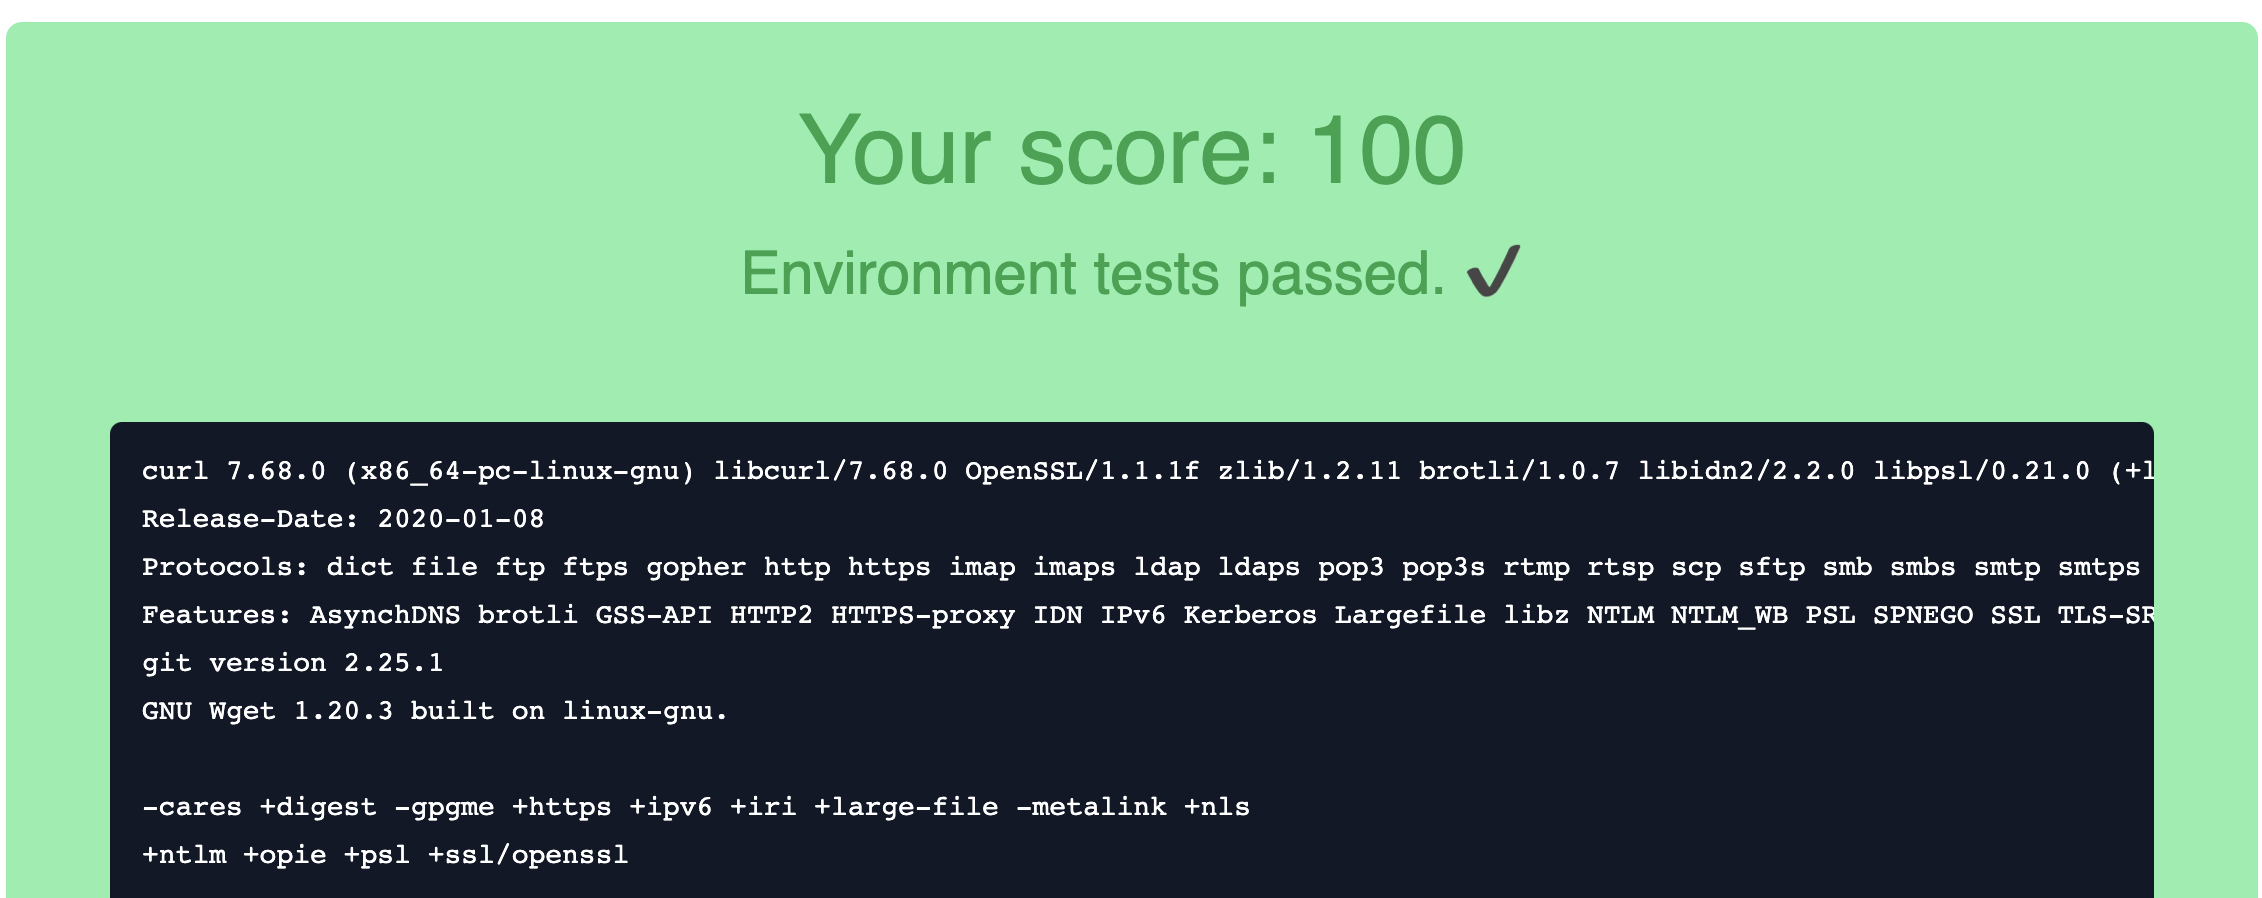 Your score: 100
Environment tests passed. ✔
curl 7.68.0 (x86_64-pc-linux-gnu) libcurl/7.68.0 OpenSSL/1.1.1f zlib/1.2.11 brotli/1.0.7 libidn2/2.2.0 libpsl/0.21.0 (+l
Release-Date: 2020-01-08
Protocols: dict file ftp ftps gopher http https imap imaps ldap ldaps pop3 pop3s rtmp rtsp scp sftp smb smbs smtp smtps
Features: AsynchDNS brotli GSS-API HTTP2 HTTPS-proxy IDN IPv6 Kerberos Largefile libz NTLM NTLM_WB PSL SPNEGO SSL TLS-SR
git version 2.25.1
GNU Wget 1.20.3 built on linux-gnu.
-cares +digest -gpgme +https +ipv6 +iri +large-file -metalink +nls
+ntlm +opie +psl +ssl/openssl